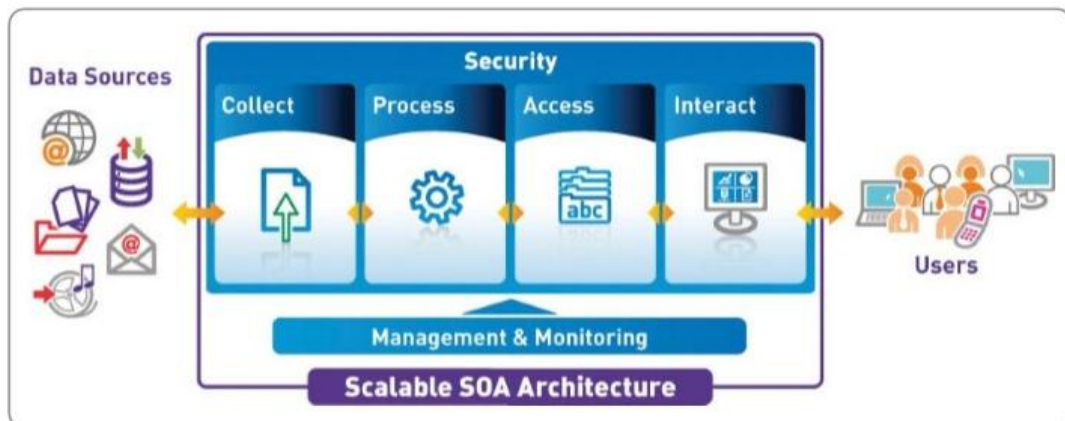 Security
Data Sources
Collect
Process
Access
Interact
@
@
abc
Users
Management & Monitoring
Scalable SOA Architecture